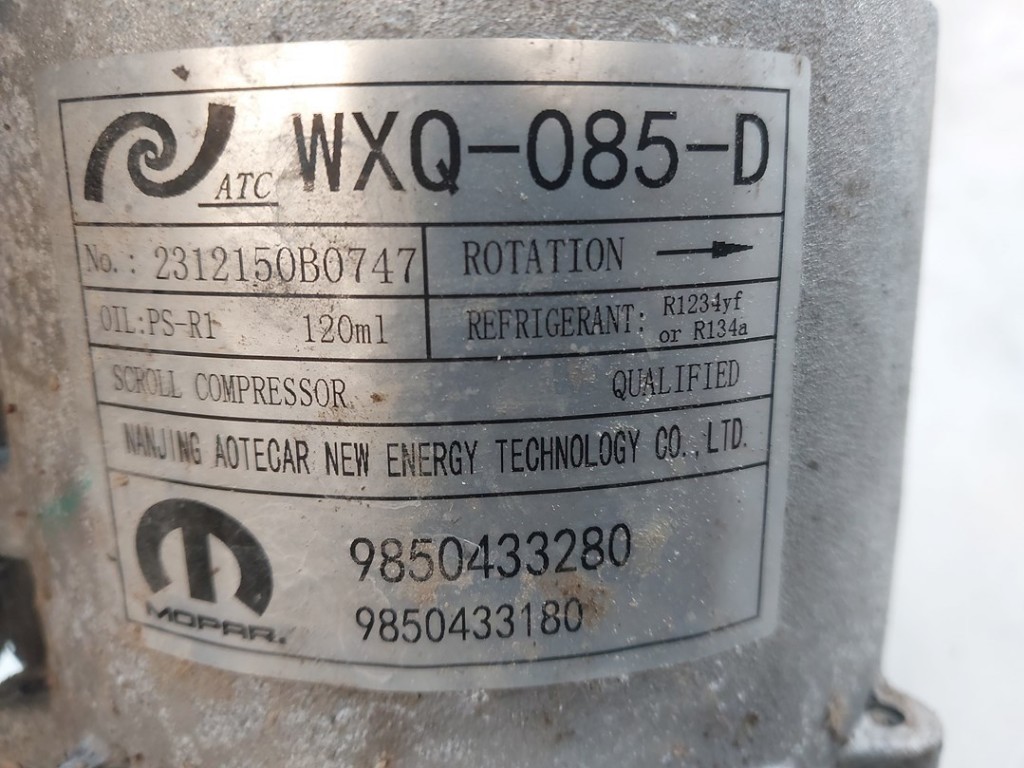 ATC WXQ-085-D
No.: 2312150B0747
ROTATION
OIL:PS-R1 120ml
REFRIGERANT: R1234yf
or R134a
SCROLL COMPRESSOR QUALIFIED
NANJING AOTECAR NEW ENERGY TECHNOLOGY CO.,LTD.
9850433280
MOPAR.
9850433180